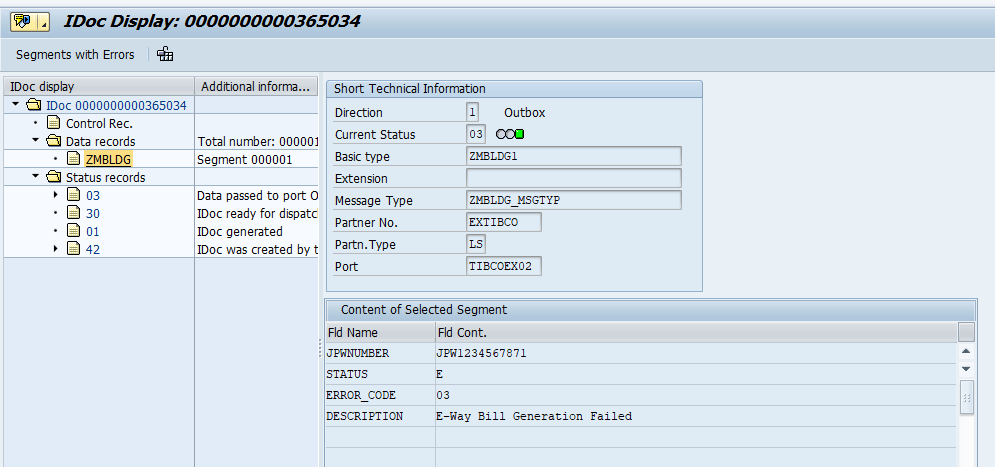 IDoc Display: 0000000000365034
Segments with Errors
IDoc display Additional informa...
IDoc 0000000000365034
Control Rec.
Data records Total number: 000001
ZMBLDG Segment 000001
Status records
03 Data passed to port O
30 IDoc ready for dispatc
01 IDoc generated
42 IDoc was created by t
Short Technical Information
Direction 1 Outbox
Current Status 03
Basic type ZMBLDG1
Extension
Message Type ZMBLDG_MSGTYP
Partner No. EXTIBCO
Partn.Type LS
Port TIBCOEX02
Content of Selected Segment
Fld Name Fld Cont.
JPWNUMBER JPW1234567871
STATUS E
ERROR_CODE 03
DESCRIPTION E-Way Bill Generation Failed